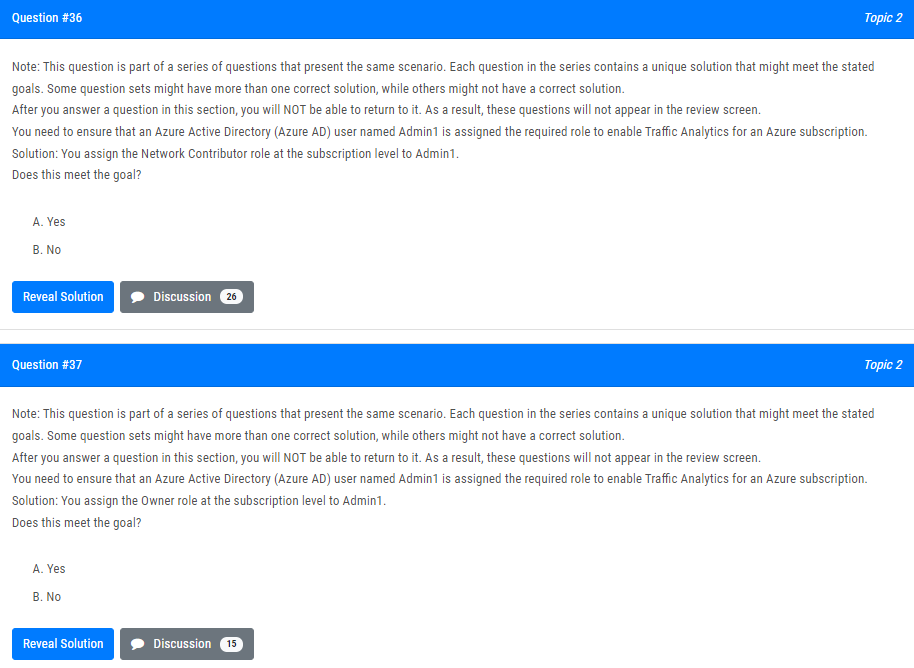 Question #36 Topic 2
Note: This question is part of a series of questions that present the same scenario. Each question in the series contains a unique solution that might meet the stated
goals. Some question sets might have more than one correct solution, while others might not have a correct solution.
After you answer a question in this section, you will NOT be able to return to it. As a result, these questions will not appear in the review screen.
You need to ensure that an Azure Active Directory (Azure AD) user named Admin1 is assigned the required role to enable Traffic Analytics for an Azure subscription.
Solution: You assign the Network Contributor role at the subscription level to Admin1.
Does this meet the goal?
A. Yes
B. No
Reveal Solution Discussion 26
Question #37 Topic 2
Note: This question is part of a series of questions that present the same scenario. Each question in the series contains a unique solution that might meet the stated
goals. Some question sets might have more than one correct solution, while others might not have a correct solution.
After you answer a question in this section, you will NOT be able to return to it. As a result, these questions will not appear in the review screen.
You need to ensure that an Azure Active Directory (Azure AD) user named Admin1 is assigned the required role to enable Traffic Analytics for an Azure subscription.
Solution: You assign the Owner role at the subscription level to Admin1.
Does this meet the goal?
A. Yes
B. No
Reveal Solution Discussion 15